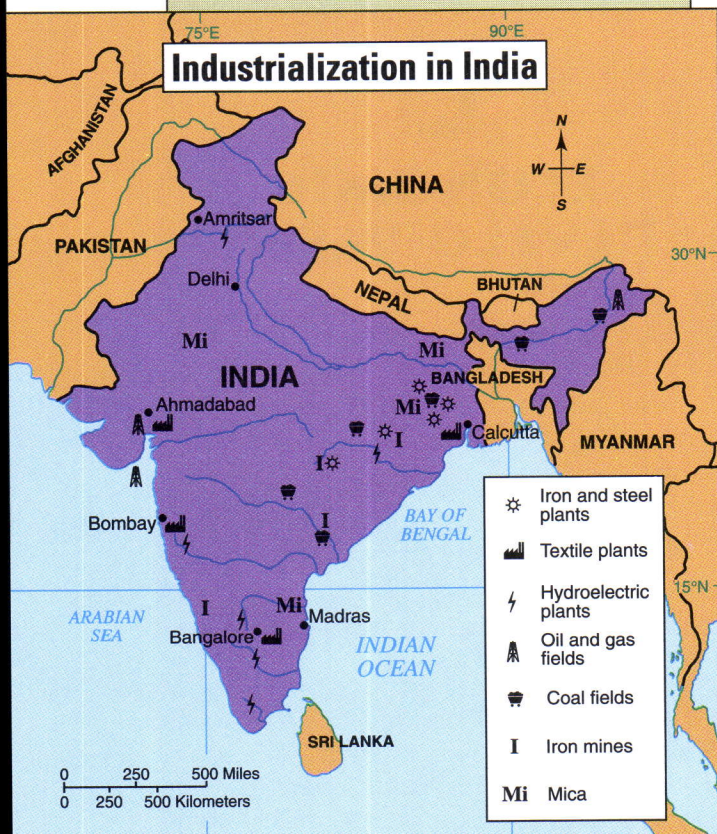 75°E
90°E
Industrialization in India
AFGHANISTAN
N
W E
S
CHINA
Amritsar
PAKISTAN
30°N
Delhi
NEPAL
BHUTAN
Mi
Mi
INDIA
BANGLADESH
Ahmadabad
Mi
Calcutta
I
MYANMAR
I
Bombay
I
BAY OF
BENGAL
15°N
I
Mi
Madras
ARABIAN
SEA
Bangalore
INDIAN
OCEAN
SRI LANKA
0 250 500 Miles
0 250 500 Kilometers
Iron and steel
plants
Textile plants
Hydroelectric
plants
Oil and gas
fields
Coal fields
I Iron mines
Mi Mica